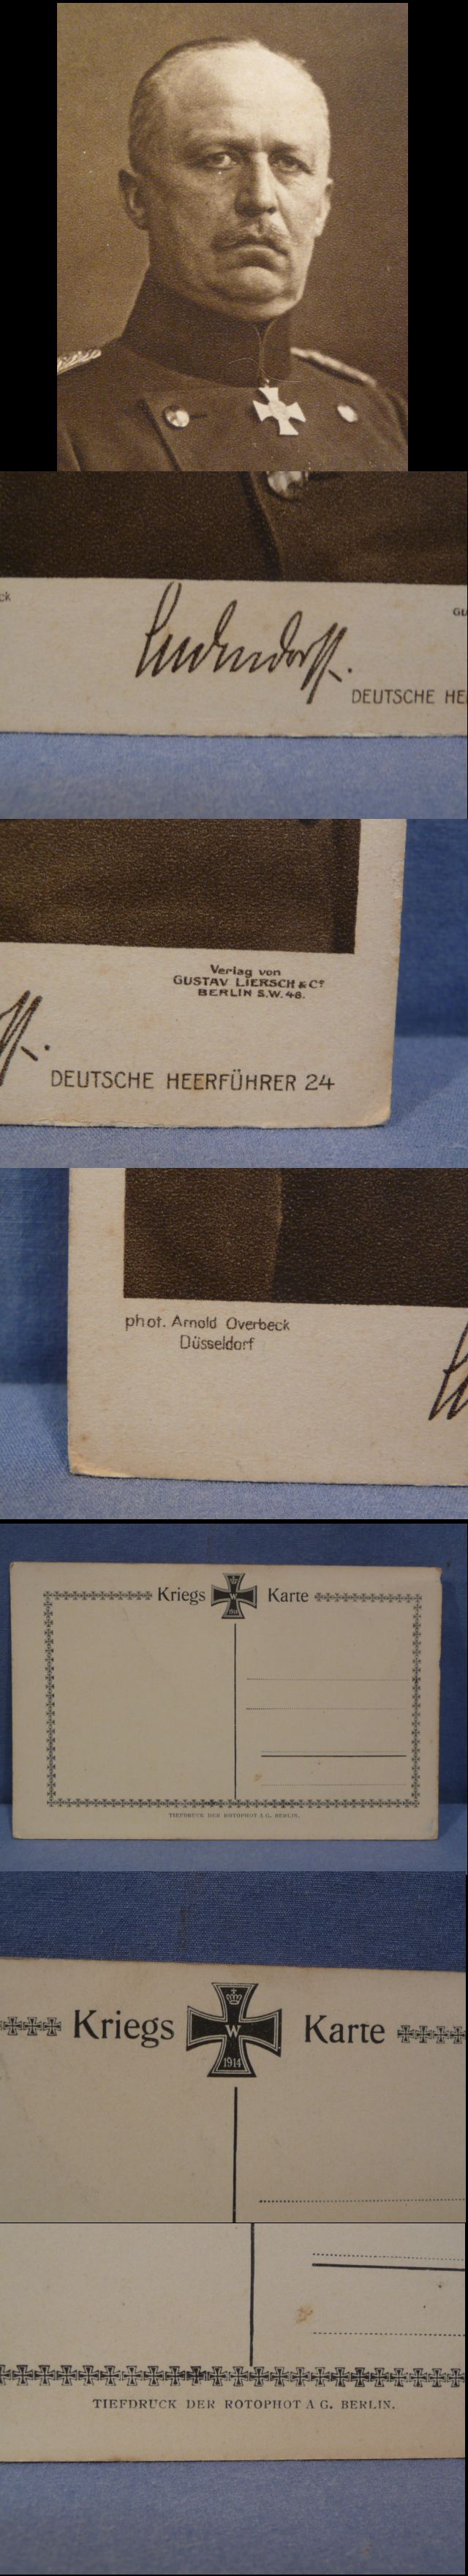 ck
GU
Ludendorff.
DEUTSCHE HE
Verlag von
GUSTAV LIERSCH & Co
BERLIN S.W. 48.
ff.
DEUTSCHE HEERFÜHRER 24
phot. Arnold Overbeck
Düsseldorf
Kriegs W 1914 Karte
TIEFDRUCK DER ROTOPHOT A G. BERLIN.
Kriegs W 1914 Karte
TIEFDRUCK DER ROTOPHOT A G. BERLIN.